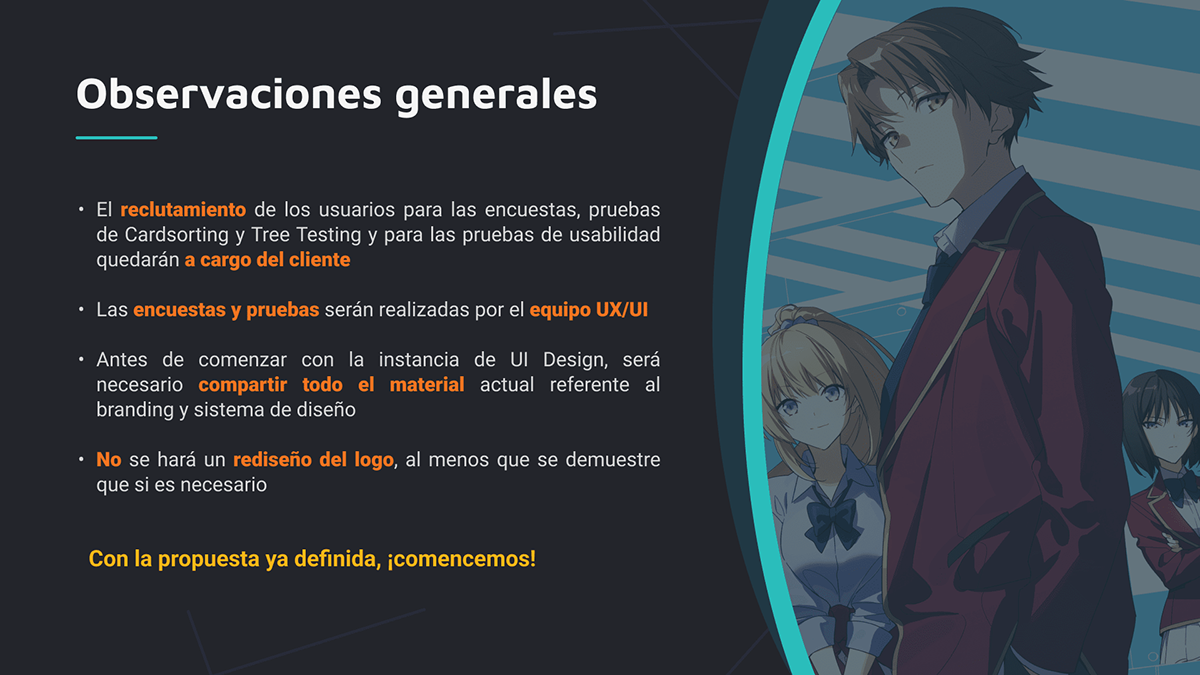 Observaciones generales
• El reclutamiento de los usuarios para las encuestas, pruebas
de Cardsorting y Tree Testing y para las pruebas de usabilidad
quedarán a cargo del cliente
• Las encuestas y pruebas serán realizadas por el equipo UX/UI
• Antes de comenzar con la instancia de UI Design, será
necesario compartir todo el material actual referente al
branding y sistema de diseño
• No se hará un rediseño del logo, al menos que se demuestre
que si es necesario
Con la propuesta ya definida, ¡comencemos!